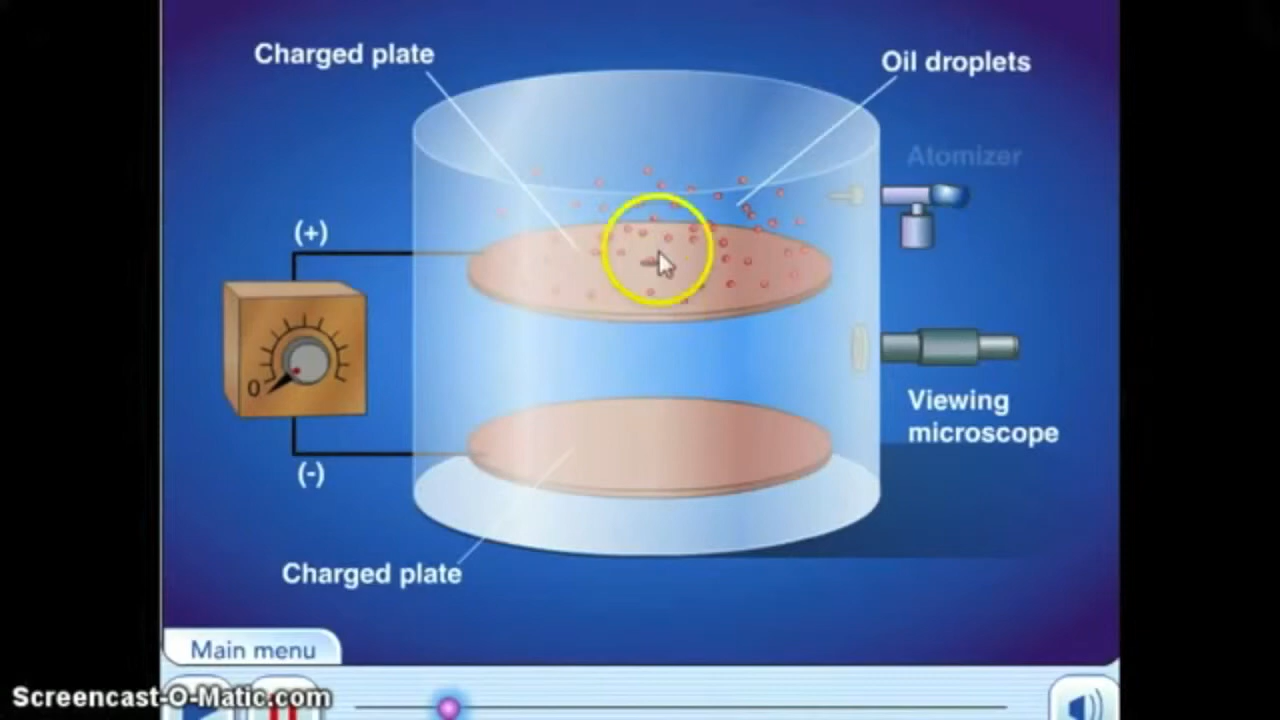 Charged plate
Oil droplets
Atomizer
(+)
0
Viewing
microscope
(-)
Charged plate
Main menu
Screencast-O-Matic.com